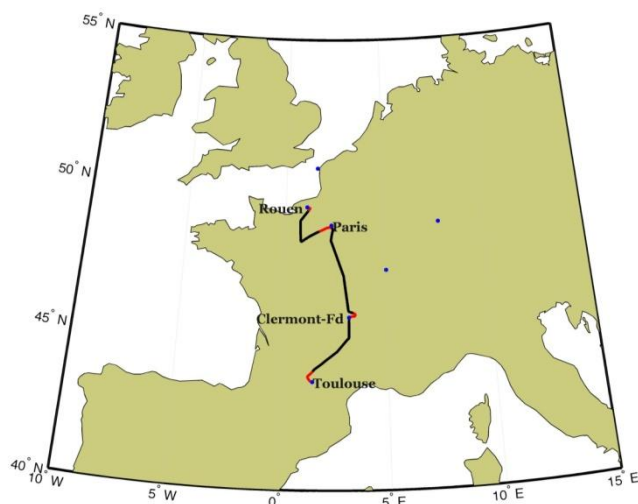 55° N
50° N
Rouen
Paris
45° N
Clermont-Fd
Toulouse
40° N
10° W
5° W
0° E
5° E
10° E
15° E